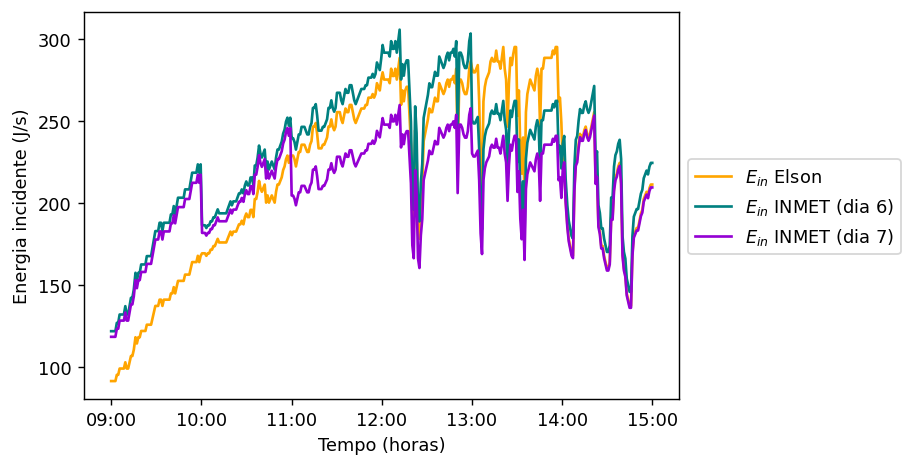 Energia incidente (J/s)
300
250
200
150
100
09:00 10:00 11:00 12:00 13:00 14:00 15:00
Tempo (horas)
E_in Elson
E_in INMET (dia 6)
E_in INMET (dia 7)